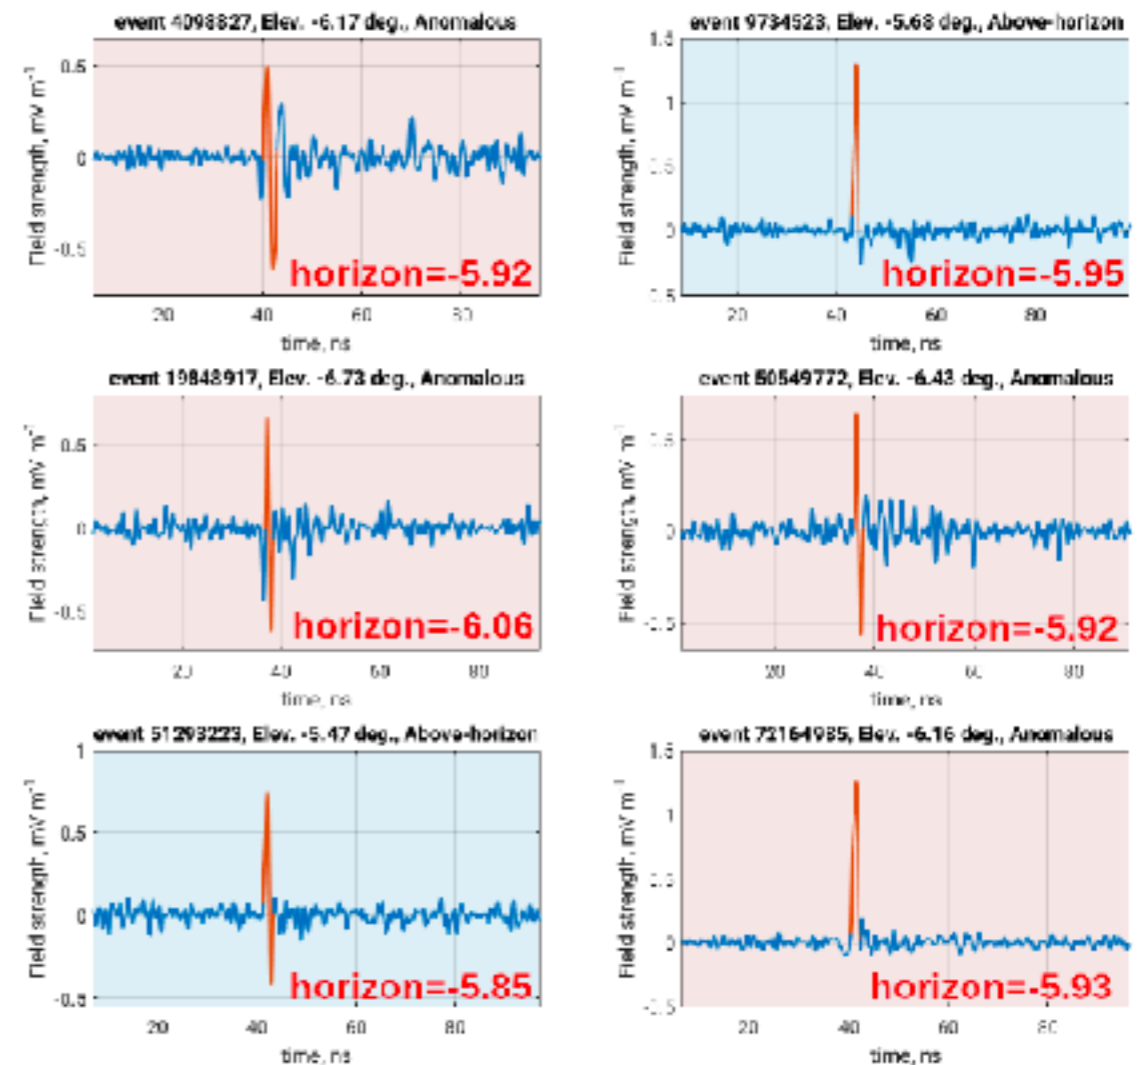 event 4098827, Elev. -6.17 deg., Anomalous
Field strength, mV m⁻¹
0.5
0
-0.5
horizon=-5.92
20 40 60 80
time, ns
event 9734523, Elev. -5.68 deg., Above-horizon
Field strength, mV m⁻¹
1.5
1
0.5
0
horizon=-5.95
20 40 60 80
time, ns
event 19848917, Elev. -6.73 deg., Anomalous
Field strength, mV m⁻¹
0.5
0
-0.5
horizon=-6.06
20 40 60 80
time, ns
event 50549772, Elev. -6.43 deg., Anomalous
Field strength, mV m⁻¹
0.5
0
-0.5
horizon=-5.92
20 40 60 80
time, ns
event 51293223, Elev. -5.47 deg., Above-horizon
Field strength, mV m⁻¹
1
0.5
0
-0.5
horizon=-5.85
20 40 60 80
time, ns
event 72164985, Elev. -6.16 deg., Anomalous
Field strength, mV m⁻¹
1.5
1
0.5
0
horizon=-5.93
20 40 60 80
time, ns